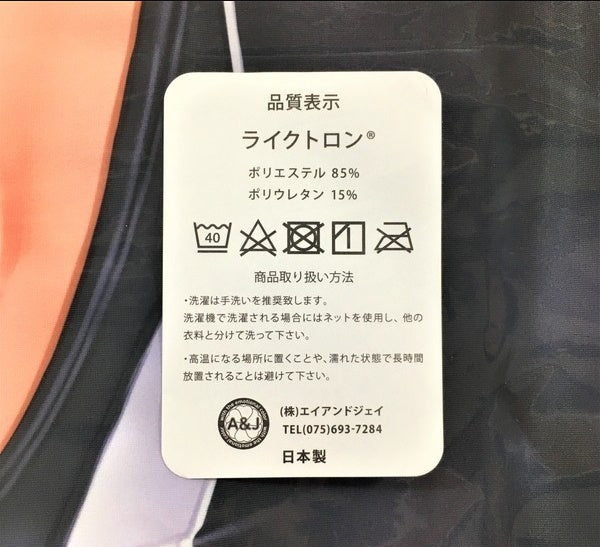 品質表示
ライクトロン®
ポリエステル 85%
ポリウレタン 15%
40
商品取り扱い方法
・洗濯は手洗いを推奨致します。
洗濯機で洗濯される場合にはネットを使用し、他の
衣料と分けて洗って下さい。
・高温になる場所に置くことや、濡れた状態で長時間
放置されることは避けて下さい。
A&J
(株)エイアンドジェイ
TEL(075)693-7284
日本製